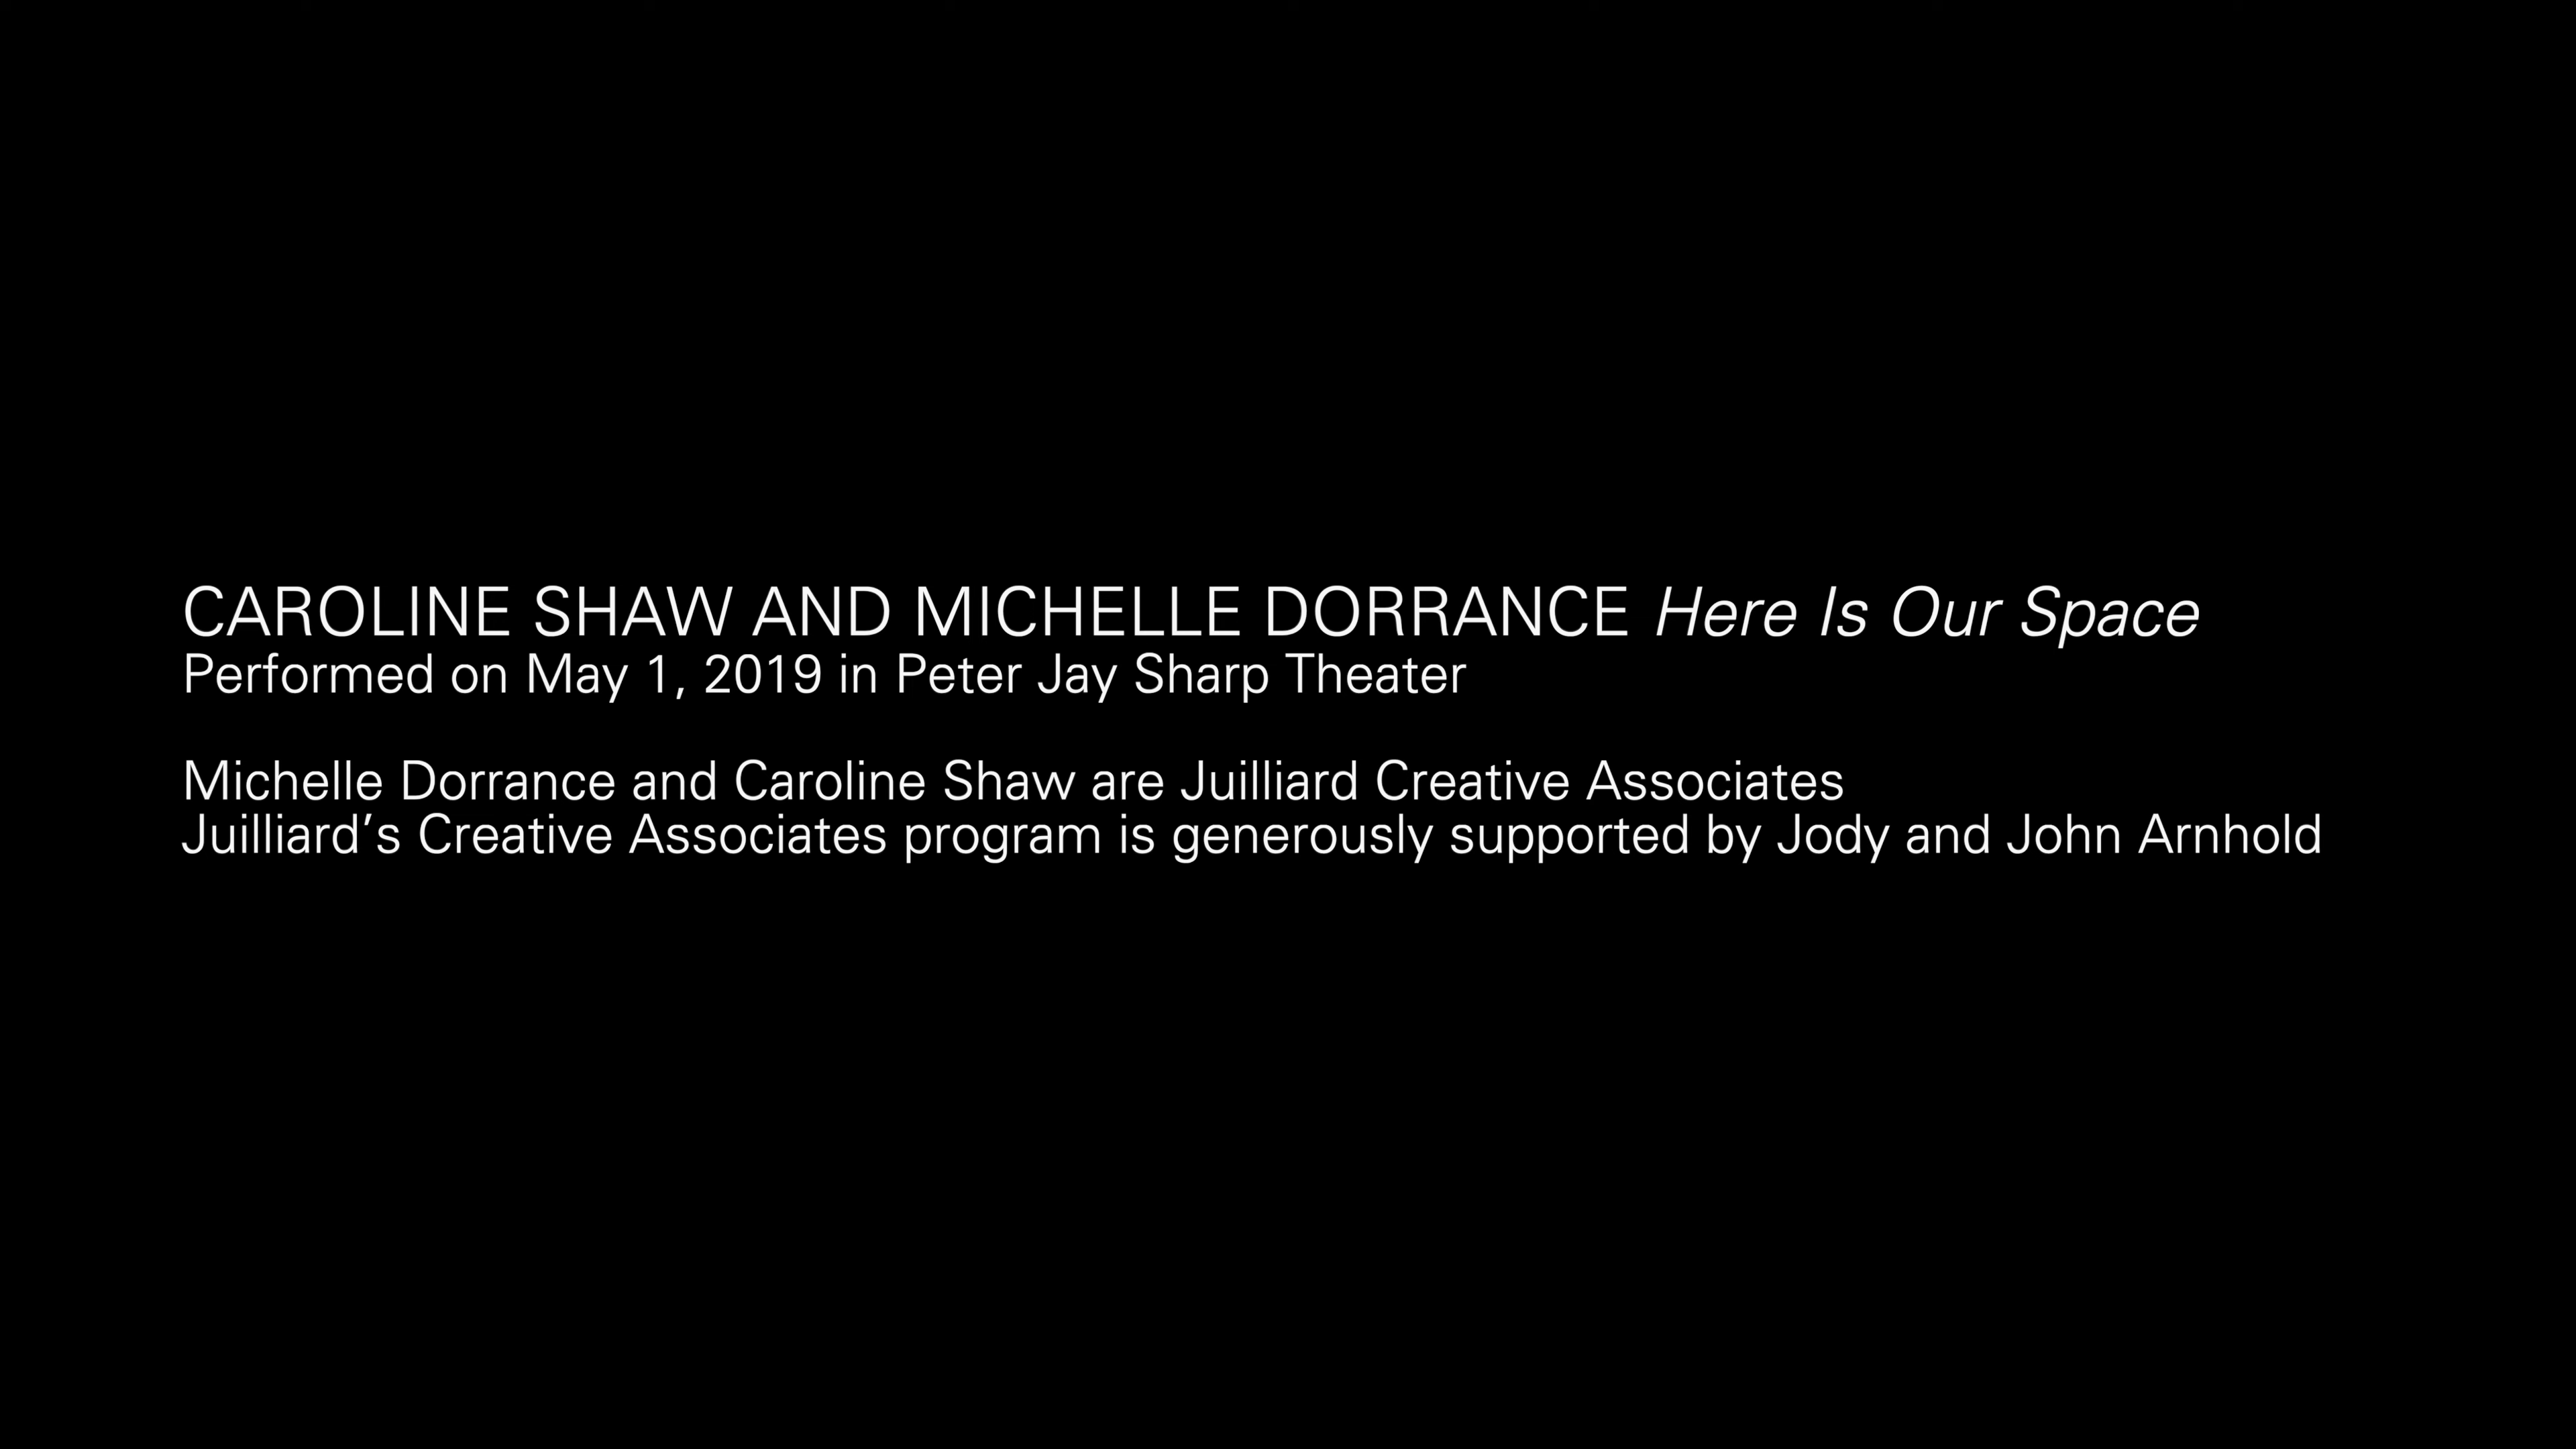 CAROLINE SHAW AND MICHELLE DORRANCE Here Is Our Space
Performed on May 1, 2019 in Peter Jay Sharp Theater
Michelle Dorrance and Caroline Shaw are Juilliard Creative Associates
Juilliard’s Creative Associates program is generously supported by Jody and John Arnhold